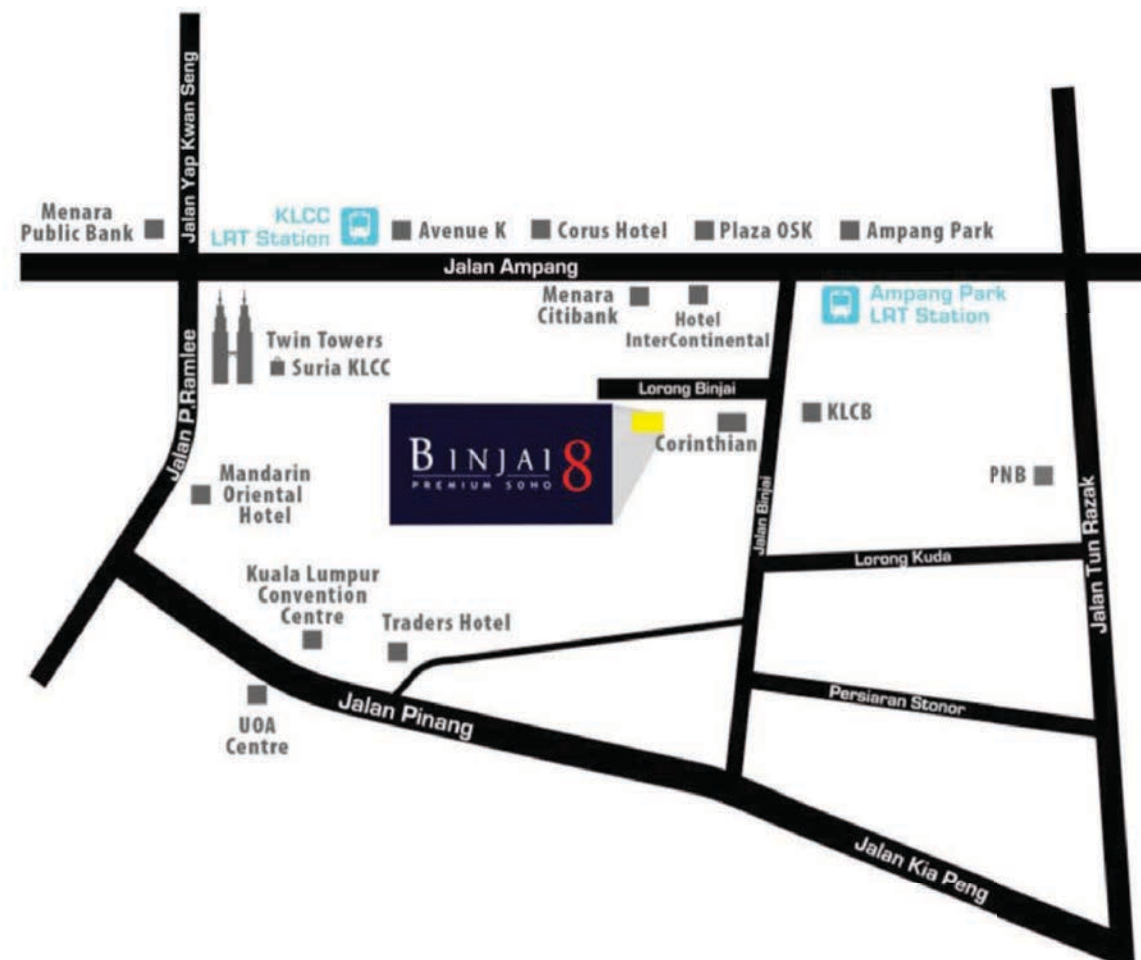 Jalan Yap Kwan Seng
Menara
Public Bank
KLCC
LRT Station
Avenue K
Corus Hotel
Plaza OSK
Ampang Park
Jalan Ampang
Menara
Citibank
Hotel
InterContinental
Ampang Park
LRT Station
Twin Towers
Suria KLCC
Jalan P.Ramlee
Lorong Binjai
KLCB
Corinthian
BINJAI 8
PREMIUM SOHO
Mandarin
Oriental
Hotel
PNB
Jalan Binjai
Jalan Tun Razak
Lorong Kuda
Kuala Lumpur
Convention
Centre
Traders Hotel
Jalan Pinang
UOA
Centre
Persiaran Stonor
Jalan Kia Peng